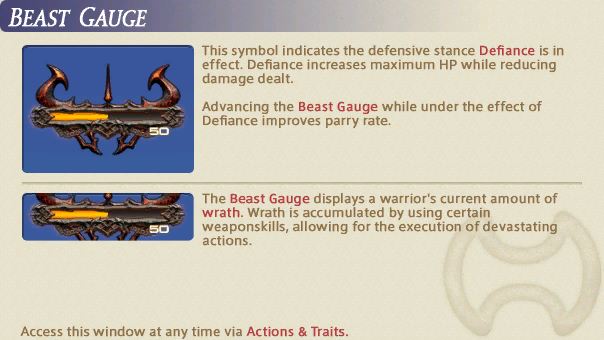 BEAST GAUGE
This symbol indicates the defensive stance Defiance is in
effect. Defiance increases maximum HP while reducing
damage dealt.
Advancing the Beast Gauge while under the effect of
Defiance improves parry rate.
50
The Beast Gauge displays a warrior's current amount of
wrath. Wrath is accumulated by using certain
weaponskills, allowing for the execution of devastating
actions.
50
Access this window at any time via Actions & Traits.